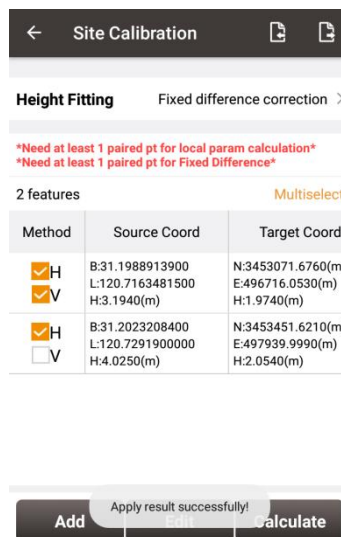 Site Calibration
Height Fitting Fixed difference correction
*Need at least 1 paired pt for local param calculation*
*Need at least 1 paired pt for Fixed Difference*
2 features Multiselect
Method Source Coord Target Coord
H
V
B:31.1988913900
L:120.7163481500
H:3.1940(m)
N:3453071.6760(m
E:496716.0530(m)
H:1.9740(m)
H
V
B:31.2023208400
L:120.7291900000
H:4.0250(m)
N:3453451.6210(m
E:497939.9990(m)
H:2.0540(m)
Apply result successfully!
Add Edit Calculate